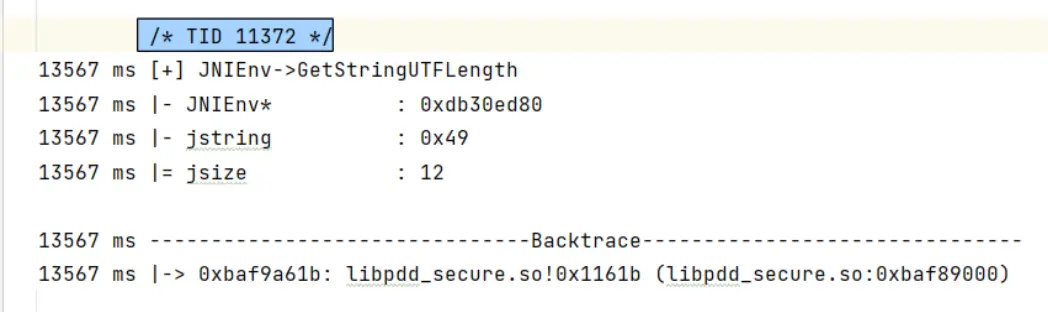 /* TID 11372 */
13567 ms [+] JNIEnv->GetStringUTFLength
13567 ms |- JNIEnv*          : 0xdb30ed80
13567 ms |- jstring          : 0x49
13567 ms |= jsize            : 12
13567 ms -------------------------------Backtrace-------------------------------
13567 ms |-> 0xbaf9a61b: libpdd_secure.so!0x1161b (libpdd_secure.so:0xbaf89000)